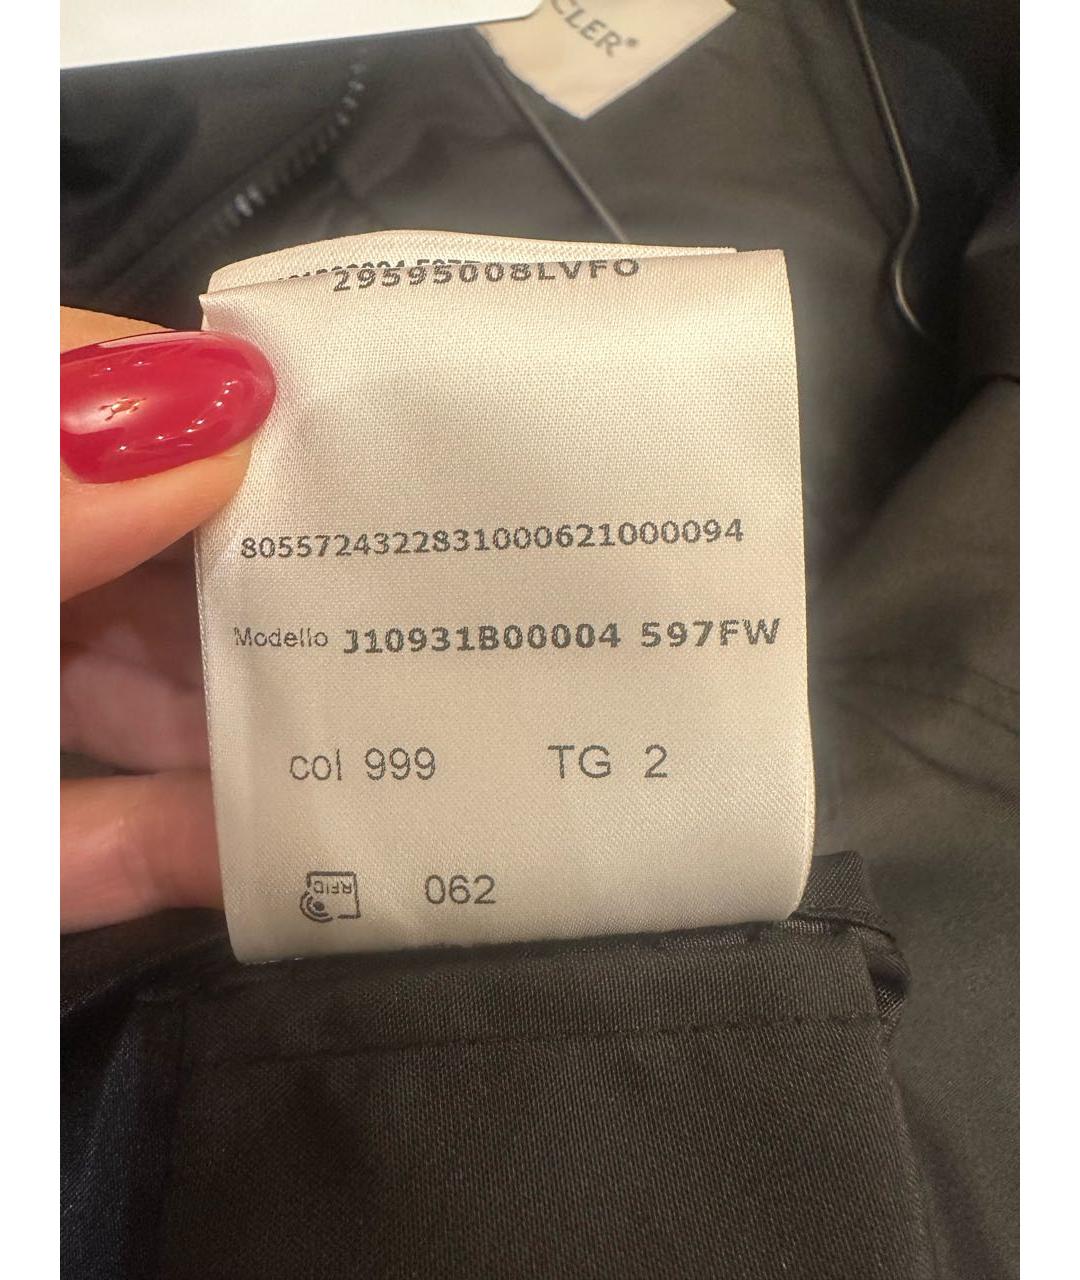 CLER®
29595008LVFO
8055724322831000621000094
Modello J10931B00004 597FW
col 999 TG 2
RFID 062